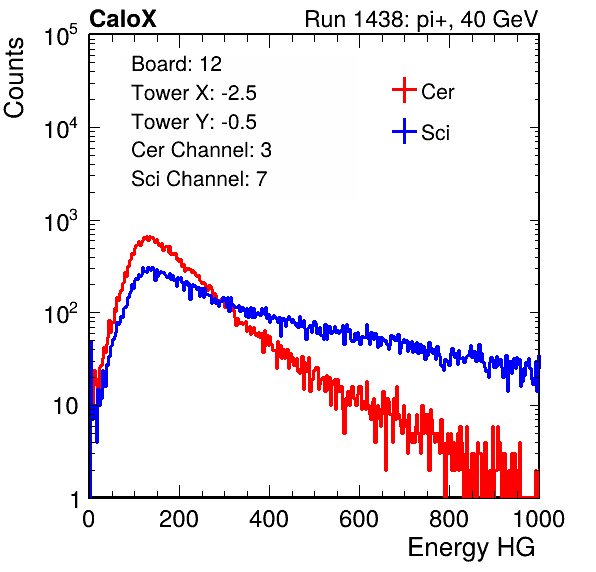 CaloX Run 1438: pi+, 40 GeV
Board: 12
Tower X: -2.5
Tower Y: -0.5
Cer Channel: 3
Sci Channel: 7
Cer
Sci
Counts
10^5
10^4
10^3
10^2
10
1
0 200 400 600 800 1000
Energy HG